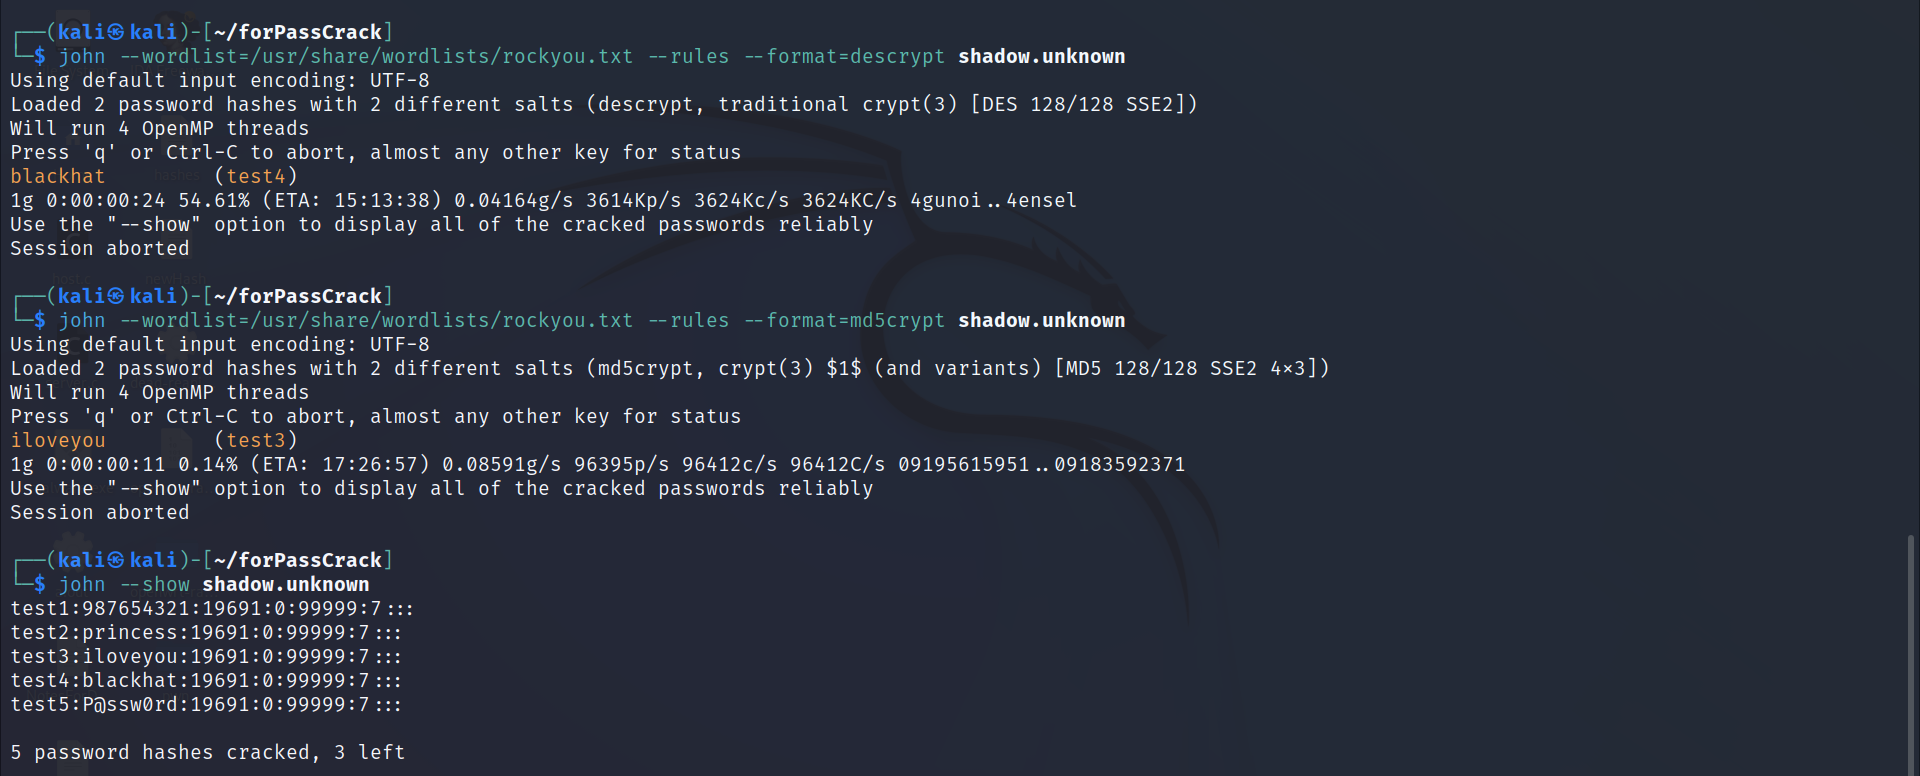 ┌──(kali㉿kali)-[~/forPassCrack]
└─$ john --wordlist=/usr/share/wordlists/rockyou.txt --rules --format=descrypt shadow.unknown
Using default input encoding: UTF-8
Loaded 2 password hashes with 2 different salts (descrypt, traditional crypt(3) [DES 128/128 SSE2])
Will run 4 OpenMP threads
Press 'q' or Ctrl-C to abort, almost any other key for status
blackhat         (test4)
1g 0:00:00:24 54.61% (ETA: 15:13:38) 0.04164g/s 3614Kp/s 3624Kc/s 3624KC/s 4gunoi..4ensel
Use the "--show" option to display all of the cracked passwords reliably
Session aborted
┌──(kali㉿kali)-[~/forPassCrack]
└─$ john --wordlist=/usr/share/wordlists/rockyou.txt --rules --format=md5crypt shadow.unknown
Using default input encoding: UTF-8
Loaded 2 password hashes with 2 different salts (md5crypt, crypt(3) $1$ (and variants) [MD5 128/128 SSE2 4x3])
Will run 4 OpenMP threads
Press 'q' or Ctrl-C to abort, almost any other key for status
iloveyou         (test3)
1g 0:00:00:11 0.14% (ETA: 17:26:57) 0.08591g/s 96395p/s 96412c/s 96412C/s 09195615951..09183592371
Use the "--show" option to display all of the cracked passwords reliably
Session aborted
┌──(kali㉿kali)-[~/forPassCrack]
└─$ john --show shadow.unknown
test1:987654321:19691:0:99999:7:::
test2:princess:19691:0:99999:7:::
test3:iloveyou:19691:0:99999:7:::
test4:blackhat:19691:0:99999:7:::
test5:P@ssw0rd:19691:0:99999:7:::
5 password hashes cracked, 3 left